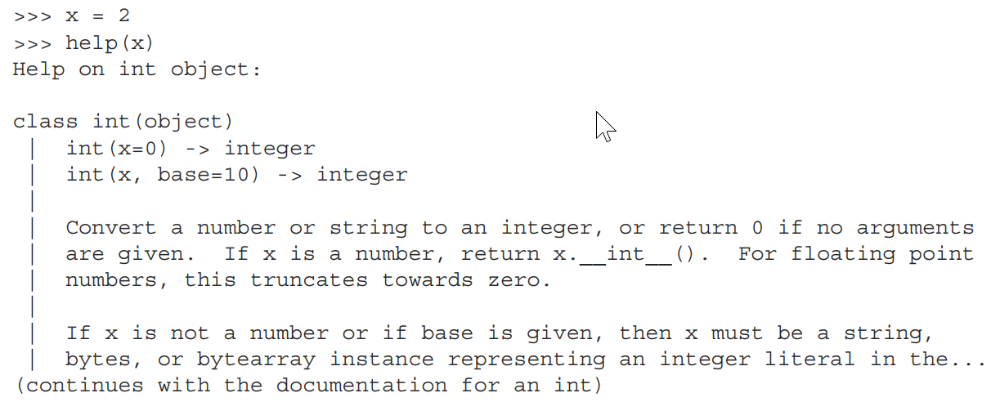 >>> x = 2
>>> help(x)
Help on int object:

class int(object)
 |  int(x=0) -> integer
 |  int(x, base=10) -> integer
 |
 |  Convert a number or string to an integer, or return 0 if no arguments
 |  are given.  If x is a number, return x.__int__().  For floating point
 |  numbers, this truncates towards zero.
 |
 |  If x is not a number or if base is given, then x must be a string,
 |  bytes, or bytearray instance representing an integer literal in the...
(continues with the documentation for an int)